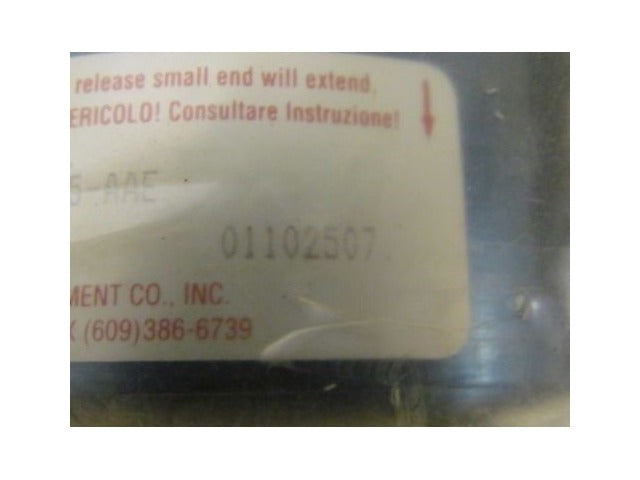 release small end will extend.
ERICOLO! Consultare Instruzione!
5-AAE
01102507
MENT CO., INC.
(609)386-6739